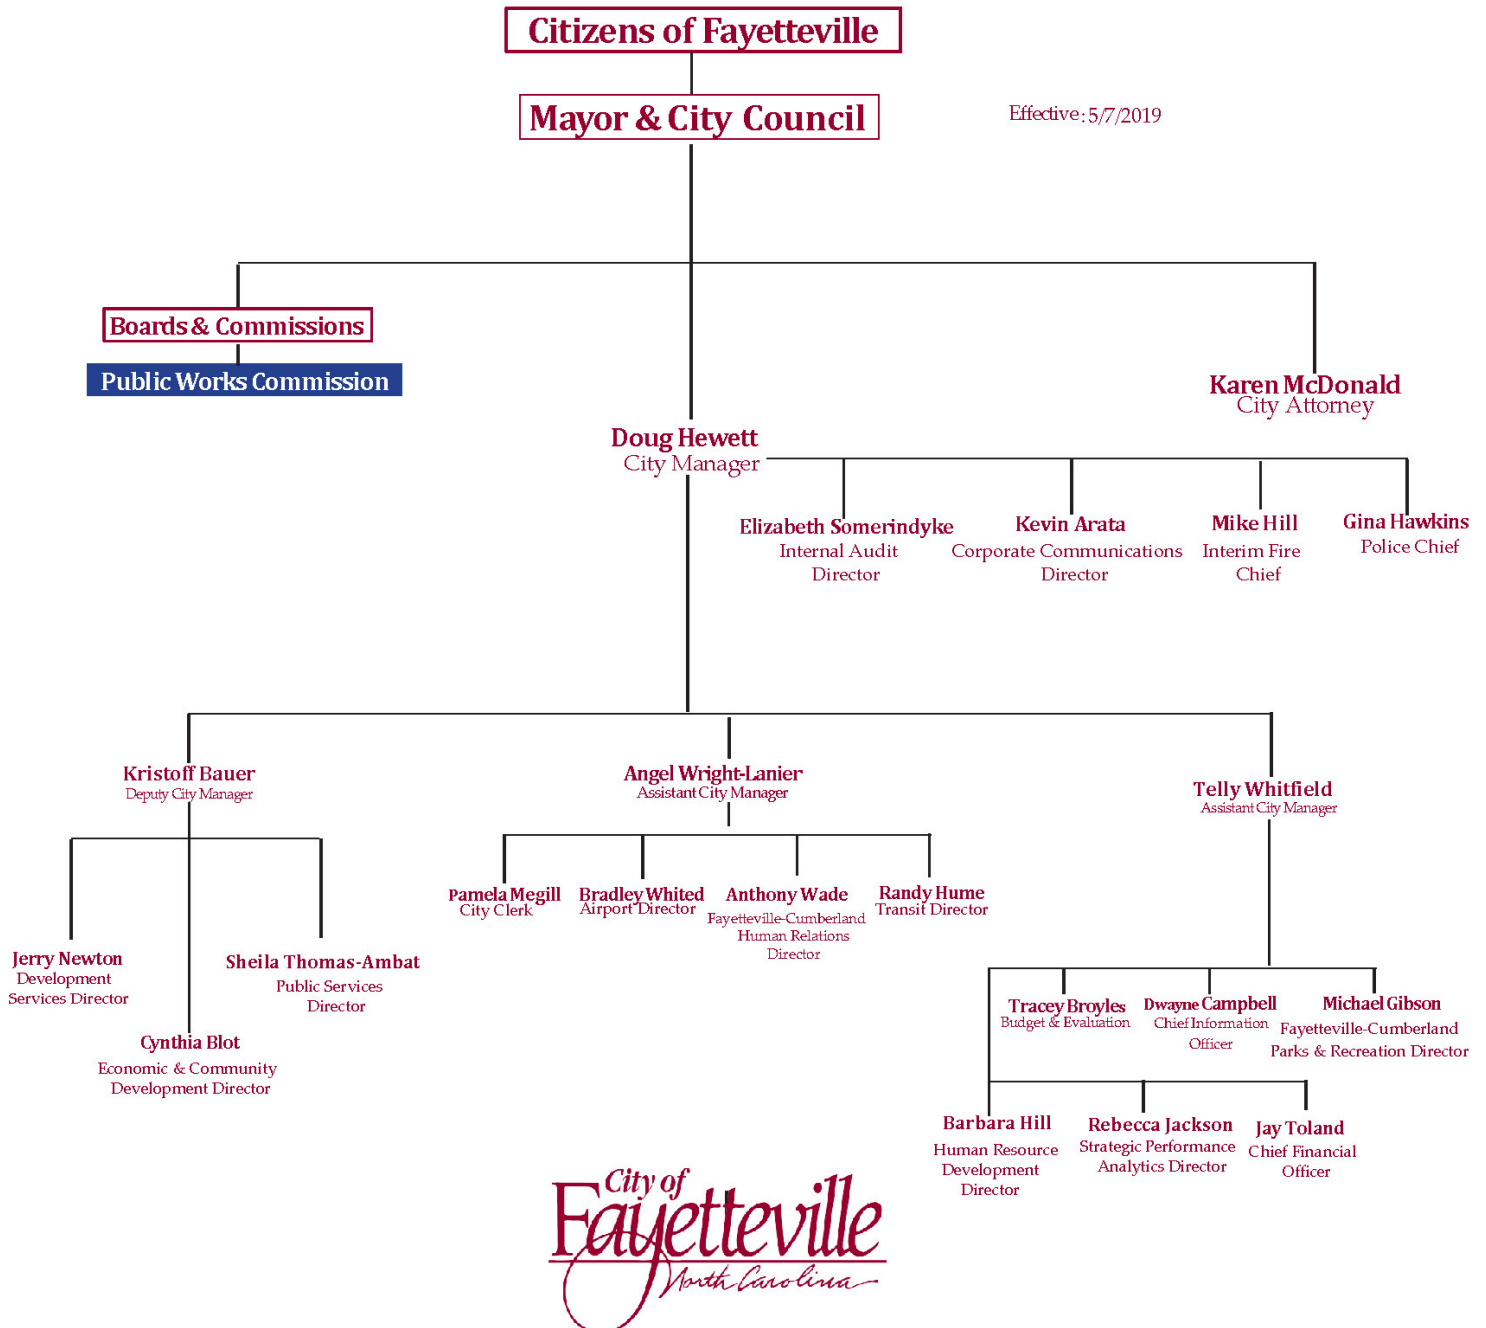 Citizens of Fayetteville
Mayor & City Council
Effective: 5/7/2019
Boards & Commissions
Public Works Commission
Karen McDonald
City Attorney
Doug Hewett
City Manager
Elizabeth Somerindyke
Internal Audit
Director
Kevin Arata
Corporate Communications
Director
Mike Hill
Interim Fire
Chief
Gina Hawkins
Police Chief
Kristoff Bauer
Deputy City Manager
Angel Wright-Lanier
Assistant City Manager
Telly Whitfield
Assistant City Manager
Jerry Newton
Development
Services Director
Cynthia Blot
Economic & Community
Development Director
Sheila Thomas-Ambat
Public Services
Director
Pamela Megill
City Clerk
Bradley Whited
Airport Director
Anthony Wade
Fayetteville-Cumberland
Human Relations
Director
Randy Hume
Transit Director
Tracey Broyles
Budget & Evaluation
Dwayne Campbell
Chief Information
Officer
Michael Gibson
Fayetteville-Cumberland
Parks & Recreation Director
Barbara Hill
Human Resource
Development
Director
Rebecca Jackson
Strategic Performance
Analytics Director
Jay Toland
Chief Financial
Officer
City of
Fayetteville
North Carolina